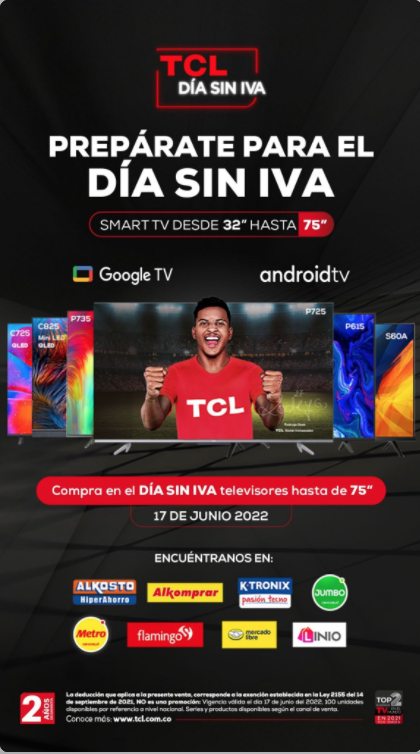 TCL
DÍA SIN IVA
PREPÁRATE PARA EL
DÍA SIN IVA
SMART TV DESDE 32" HASTA 75"
Google TV
androidtv
C725
QLED
C825
Mini LED
QLED
P735
P725
P615
S60A
TCL
Compra en el DÍA SIN IVA televisores hasta de 75"
17 DE JUNIO 2022
ENCUÉNTRANOS EN:
ALKOSTO
HiperAhorro
Alkomprar
K-TRONIX
pasión tecno
JUMBO
Metro
flamingo
mercado
libre
LINIO
2 AÑOS
La deducción que aplica a la presente venta, corresponde a la exención establecida en la Ley 2155 del 14
de septiembre de 2021, NO es una promoción: Vigencia válida el día 17 de junio del 2022, 100 unidades
disponibles por referencia a nivel nacional. Series y productos disponibles según el canal de venta.
Conoce más: www.tcl.com.co
TOP 2
TV
EN 2021